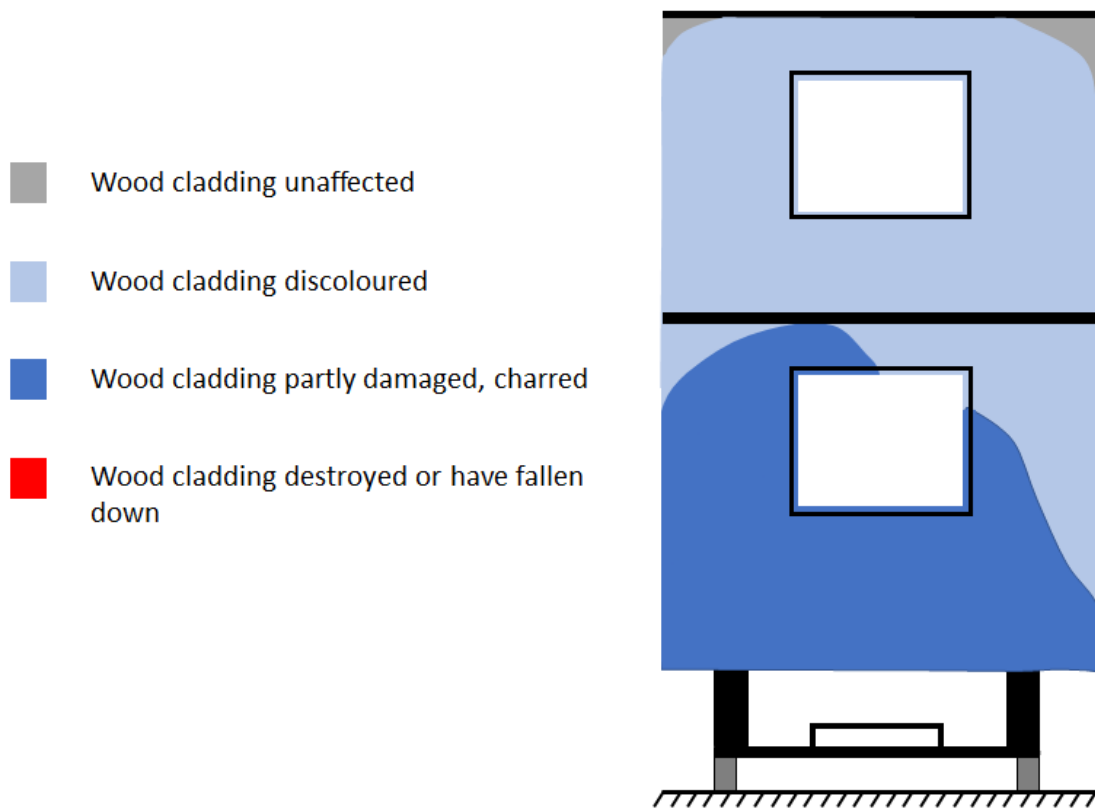 Wood cladding unaffected
Wood cladding discoloured
Wood cladding partly damaged, charred
Wood cladding destroyed or have fallen
down